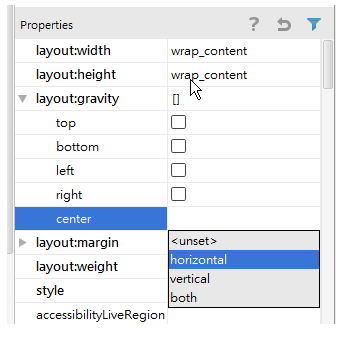 Properties ?
layout:width wrap_content
layout:height wrap_content
layout:gravity []
top
bottom
left
right
center
<unset>
layout:margin
horizontal
layout:weight
vertical
style
both
accessibilityLiveRegion